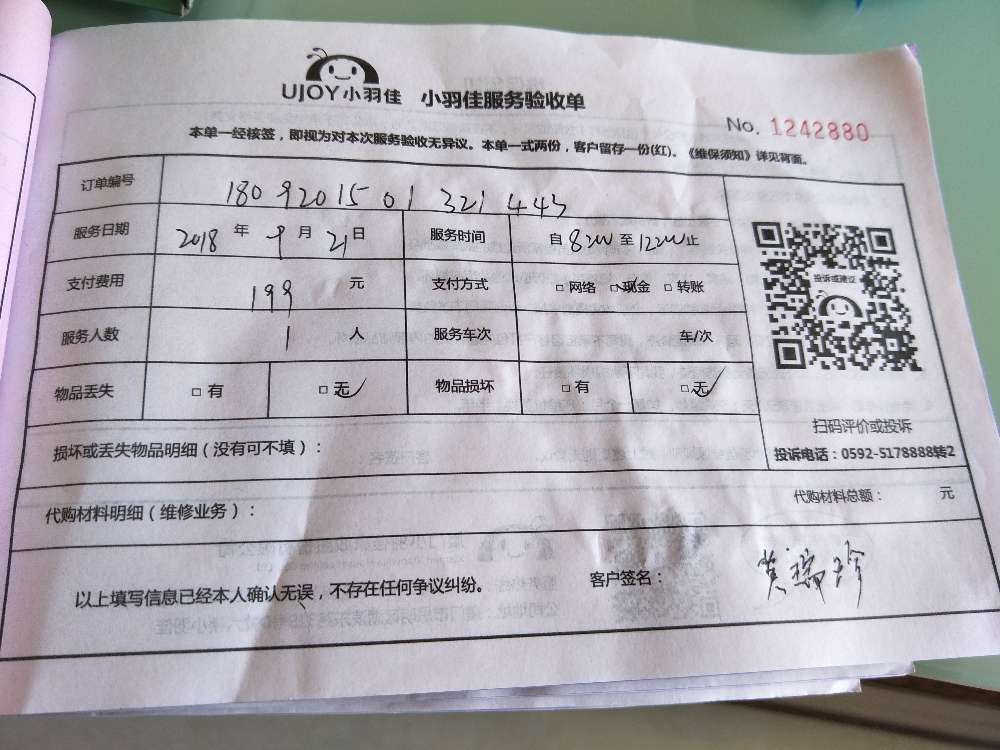 UJOY小羽佳 小羽佳服务验收单
No. 1242880
本单一经核签，即视为对本次服务验收无异议。本单一式两份，客户留存一份(红)。《维保须知》详见背面。
订单编号 1809201501321443
服务日期 2018 年 9 月 21 日 服务时间 自 8:00 至 12:00 止
支付费用 199 元 支付方式 □ 网络 □ 现金 □ 转账
服务人数 1 人 服务车次 车/次
物品丢失 □ 有 □ 无 ✓ 物品损坏 □ 有 □ 无 ✓
投诉或建议
扫码评价或投诉
投诉电话：0592-5178888转2
损坏或丢失物品明细（没有可不填）：
代购材料明细（维修业务）： 代购材料总额： 元
以上填写信息已经本人确认无误，不存在任何争议纠纷。 客户签名： 黄瑞珍